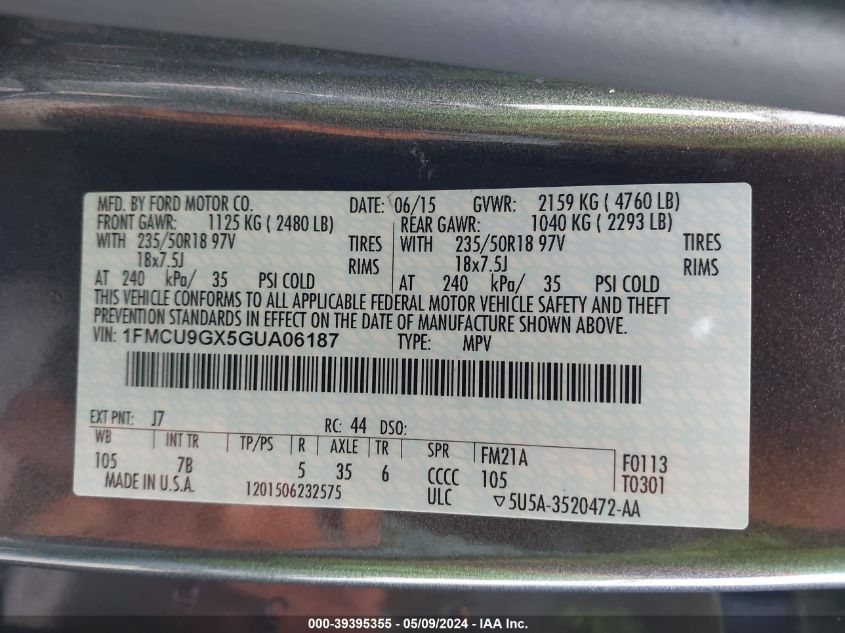 MFD. BY FORD MOTOR CO. DATE: 06/15 GVWR: 2159 KG ( 4760 LB)
FRONT GAWR: 1125 KG ( 2480 LB) REAR GAWR: 1040 KG ( 2293 LB)
WITH 235/50R18 97V TIRES WITH 235/50R18 97V TIRES
18x7.5J RIMS 18x7.5J RIMS
AT 240 kPa/ 35 PSI COLD AT 240 kPa/ 35 PSI COLD
THIS VEHICLE CONFORMS TO ALL APPLICABLE FEDERAL MOTOR VEHICLE SAFETY AND THEFT
PREVENTION STANDARDS IN EFFECT ON THE DATE OF MANUFACTURE SHOWN ABOVE.
VIN: 1FMCU9GX5GUA06187 TYPE: MPV
EXT PNT: J7 RC: 44 DSO:
WB INT TR TP/PS R AXLE TR SPR FM21A F0113
105 7B 5 35 6 CCCC 105 T0301
MADE IN U.S.A. 1201506232575 ULC ▽5U5A-3520472-AA
000-39395355 - 05/09/2024 - IAA Inc.